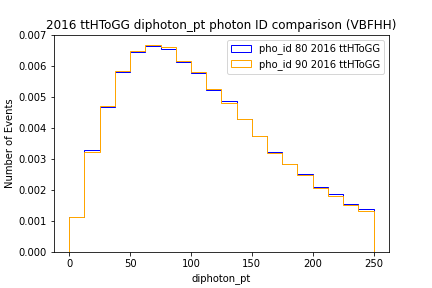 2016 ttHToGG diphoton_pt photon ID comparison (VBFHH)
pho_id 80 2016 ttHToGG
pho_id 90 2016 ttHToGG
Number of Events
0.007
0.006
0.005
0.004
0.003
0.002
0.001
0.000
0 50 100 150 200 250
diphoton_pt